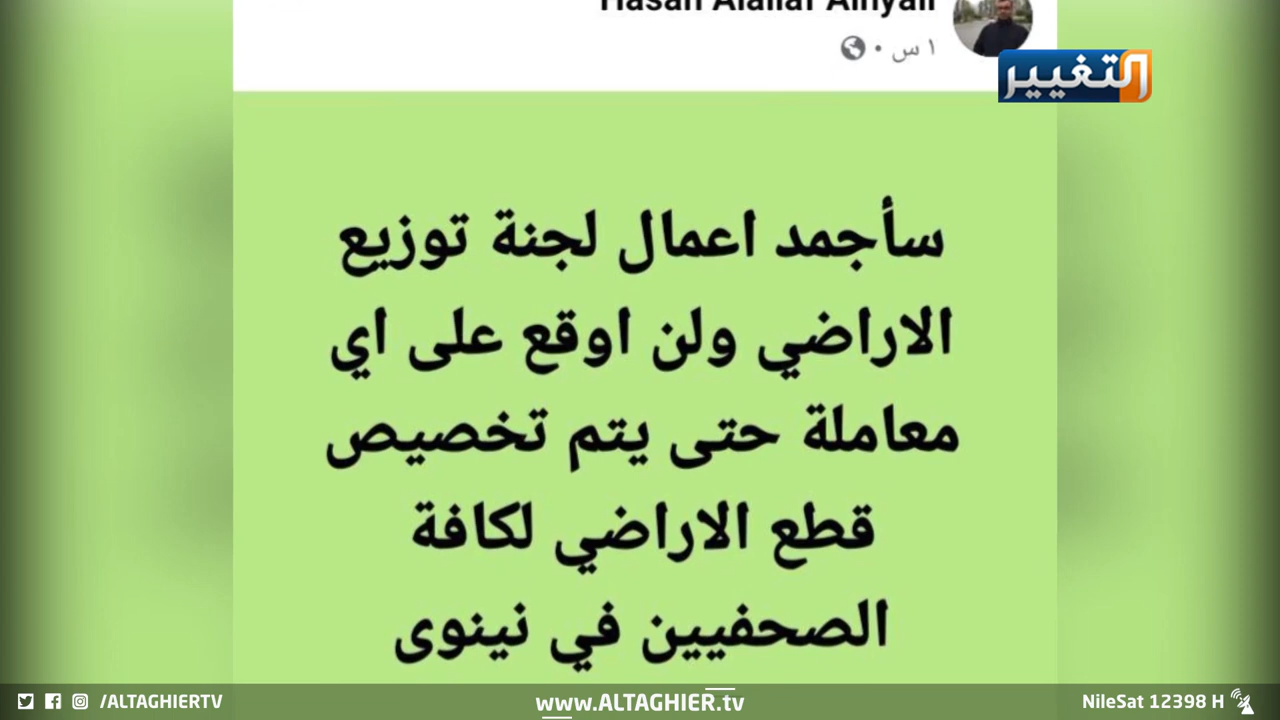 Hasan Alallaf Alhyali
١ س •
التغيير
سأجمد اعمال لجنة توزيع
الاراضي ولن اوقع على اي
معاملة حتى يتم تخصيص
قطع الاراضي لكافة
الصحفيين في نينوى
/ALTAGHIERTV
www.ALTAGHIER.tv
NileSat 12398 H